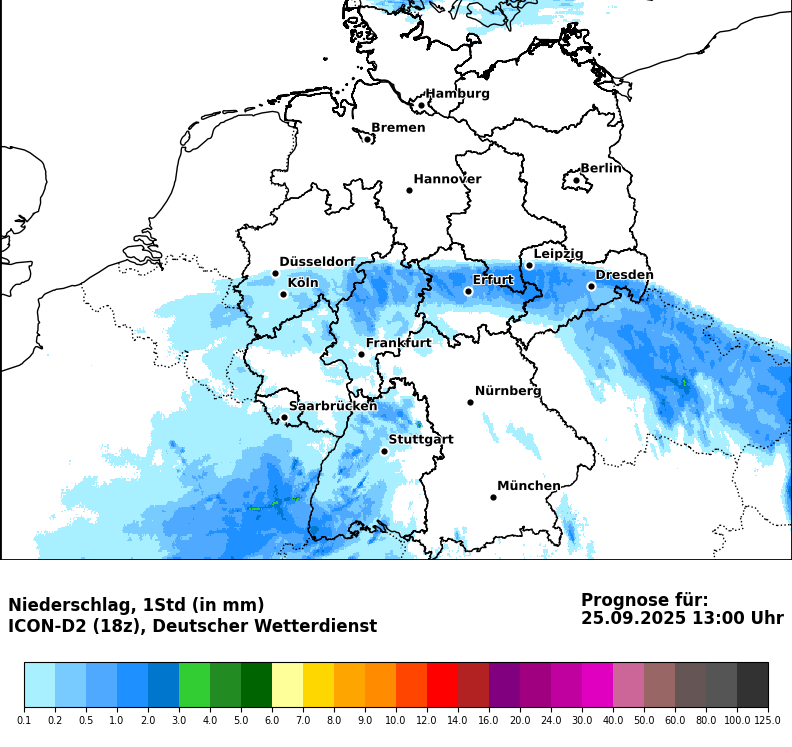 Hamburg
Bremen
Berlin
Hannover
Leipzig
Düsseldorf
Dresden
Köln
Erfurt
Frankfurt
Nürnberg
Saarbrücken
Stuttgart
München
Niederschlag, 1Std (in mm)
ICON-D2 (18z), Deutscher Wetterdienst
Prognose für:
25.09.2025 13:00 Uhr
0.1 0.2 0.5 1.0 2.0 3.0 4.0 5.0 6.0 7.0 8.0 9.0 10.0 12.0 14.0 16.0 20.0 24.0 30.0 40.0 50.0 60.0 80.0 100.0 125.0